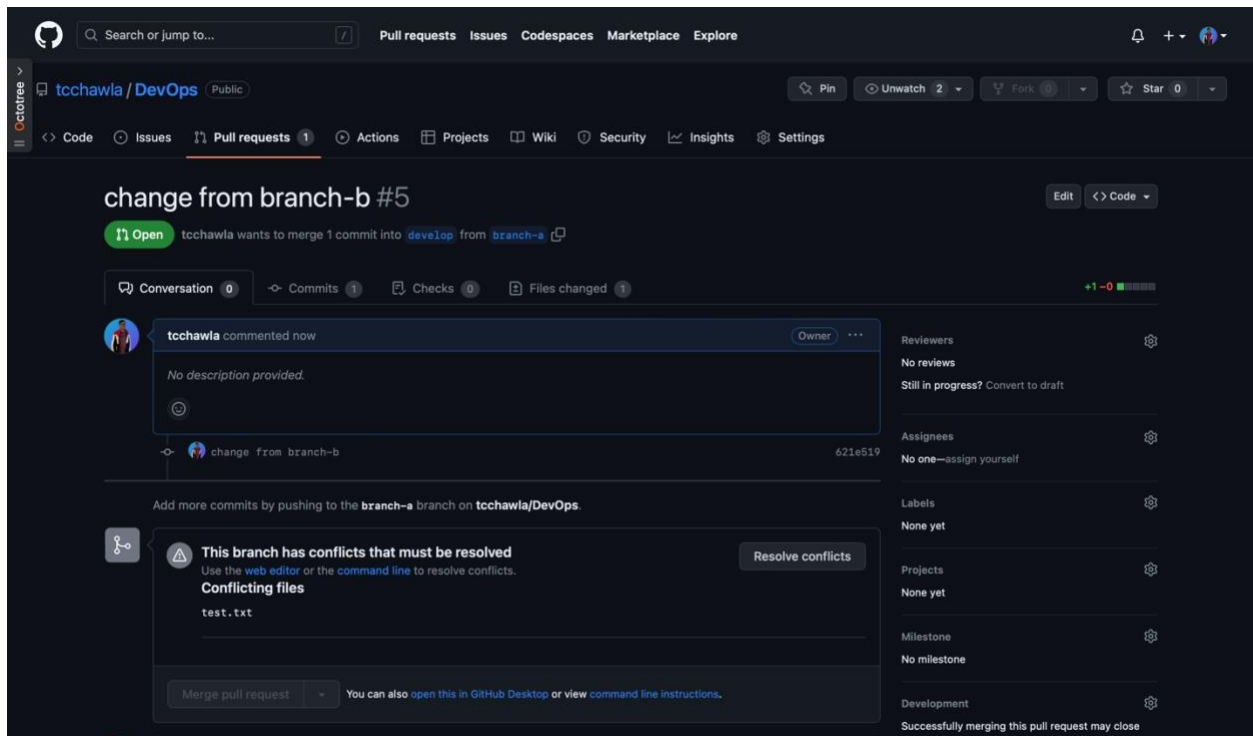 Search or jump to... /
Pull requests Issues Codespaces Marketplace Explore
Octotree
tcchawla / DevOps Public
Pin Unwatch 2 Fork 0 Star 0
Code Issues Pull requests 1 Actions Projects Wiki Security Insights Settings
change from branch-b #5
Edit <> Code
Open tcchawla wants to merge 1 commit into develop from branch-a
Conversation 0 Commits 1 Checks 0 Files changed 1
+1 −0
tcchawla commented now Owner ...
No description provided.
change from branch-b 621e519
Add more commits by pushing to the branch-a branch on tcchawla/DevOps.
This branch has conflicts that must be resolved
Use the web editor or the command line to resolve conflicts.
Resolve conflicts
Conflicting files
test.txt
Merge pull request You can also open this in GitHub Desktop or view command line instructions.
Reviewers
No reviews
Still in progress? Convert to draft
Assignees
No one—assign yourself
Labels
None yet
Projects
None yet
Milestone
No milestone
Development
Successfully merging this pull request may close